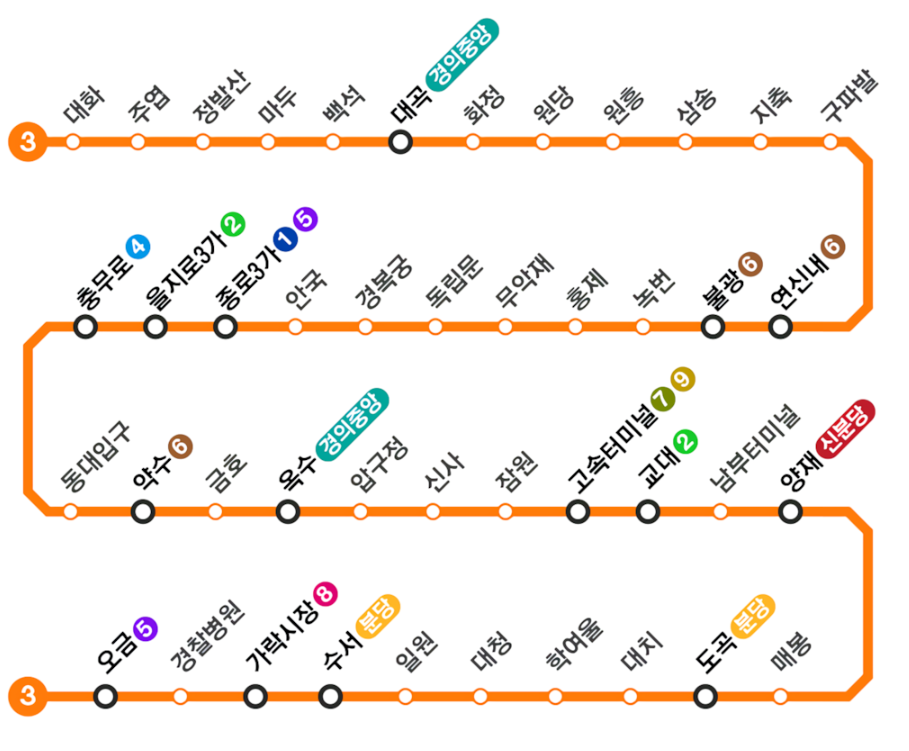 3 대화 주엽 정발산 마두 백석 대곡 경의중앙 화정 원당 원흥 삼송 지축 구파발
충무로 4 을지로3가 2 종로3가 1 5 안국 경복궁 독립문 무악재 홍제 녹번 불광 6 연신내 6
동대입구 약수 6 금호 옥수 경의중앙 압구정 신사 잠원 고속터미널 7 9 교대 2 남부터미널 양재 신분당
3 오금 5 경찰병원 가락시장 8 수서 분당 일원 대청 학여울 대치 도곡 분당 매봉